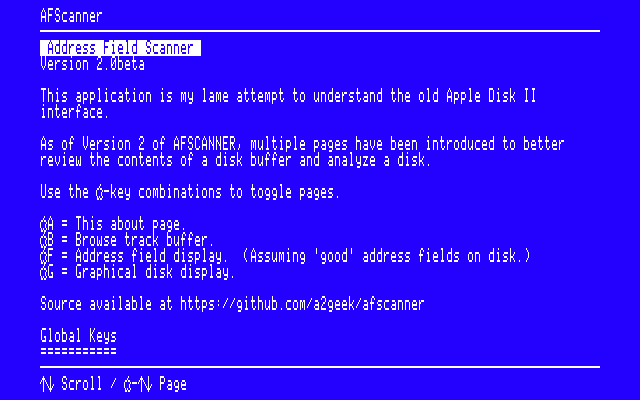 AFScanner
Address Field Scanner
Version 2.0beta
This application is my lame attempt to understand the old Apple Disk II
interface.
As of Version 2 of AFSCANNER, multiple pages have been introduced to better
review the contents of a disk buffer and analyze a disk.
Use the -key combinations to toggle pages.
A = This about page.
B = Browse track buffer.
F = Address field display.  (Assuming 'good' address fields on disk.)
G = Graphical disk display.
Source available at https://github.com/a2geek/afscanner
Global Keys
===========
↑↓ Scroll / -↑↓ Page